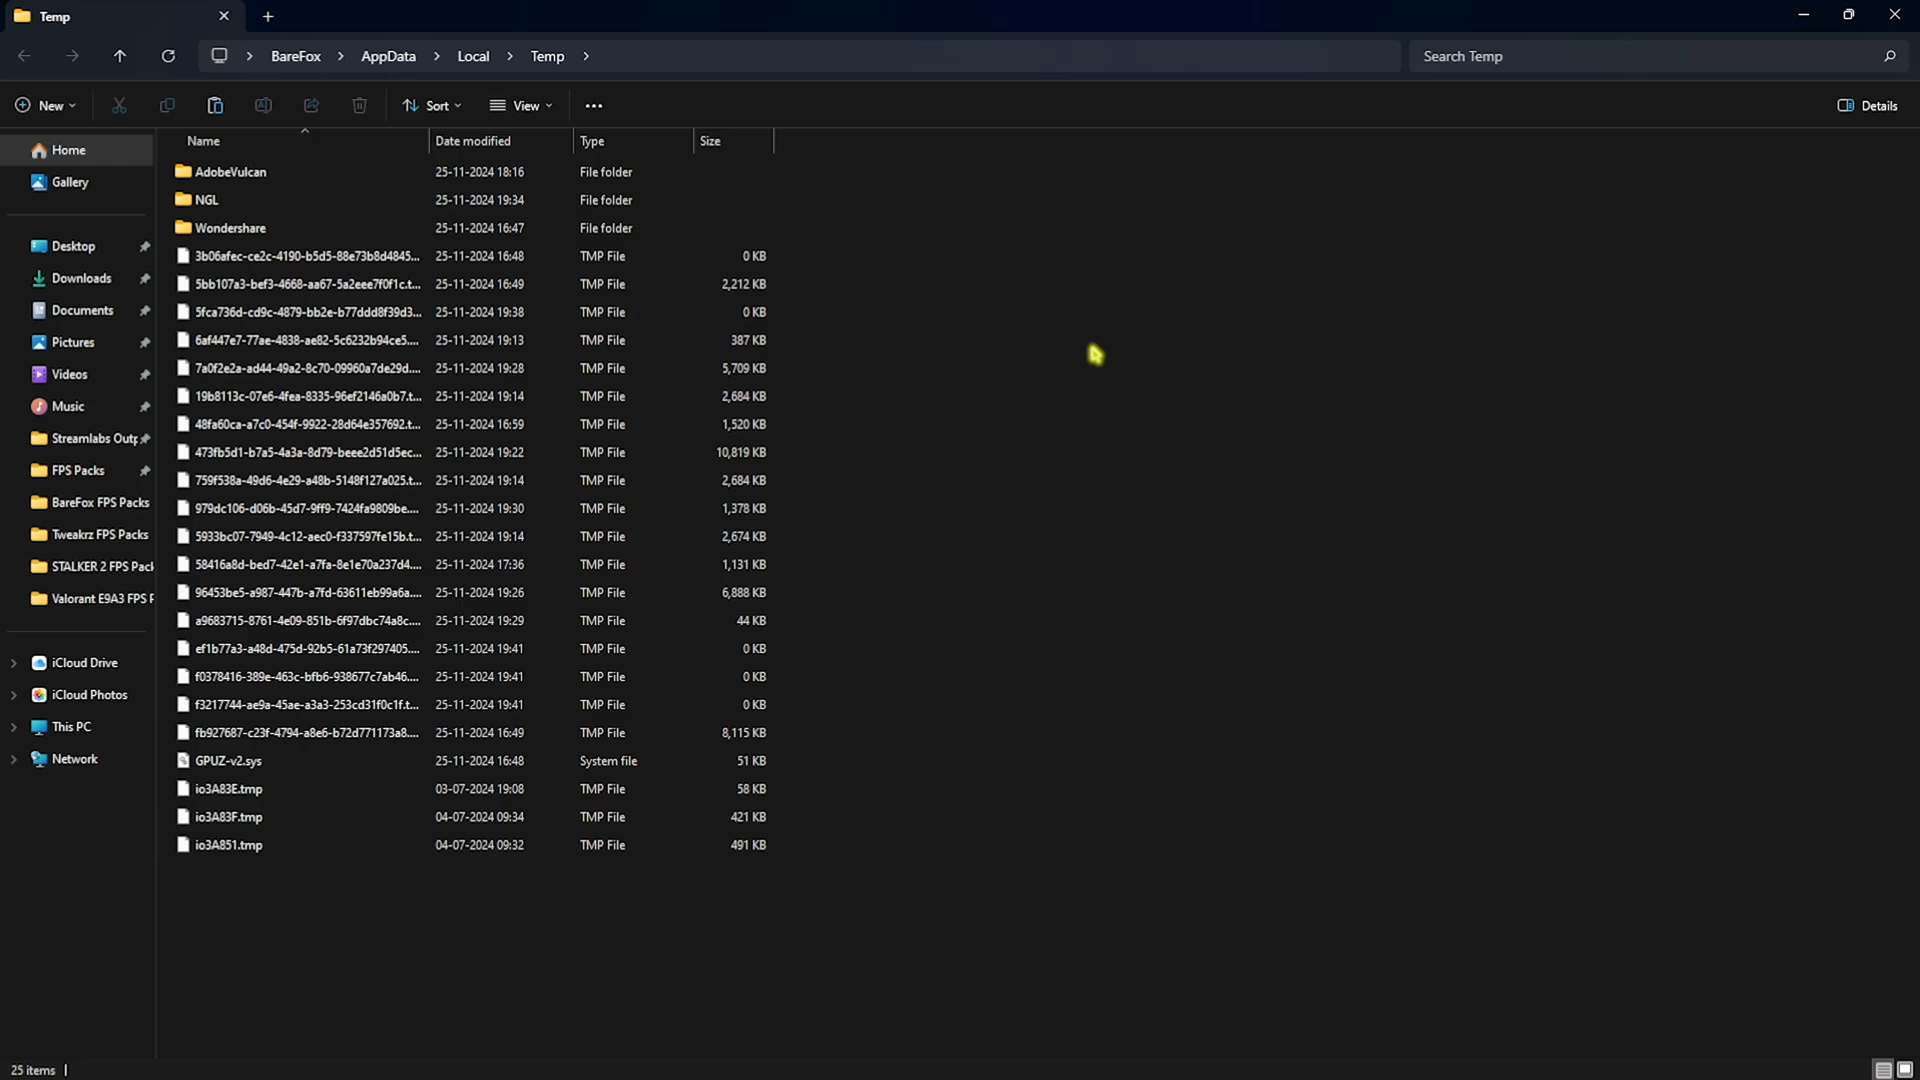 Temp
BareFox > AppData > Local > Temp >
Search Temp
New
Sort
View
Details
Name Date modified Type Size
Home
Gallery
Desktop
Downloads
Documents
Pictures
Videos
Music
Streamlabs Outp
FPS Packs
BareFox FPS Packs
Tweakrz FPS Packs
STALKER 2 FPS Pack
Valorant E9A3 FPS P
iCloud Drive
iCloud Photos
This PC
Network
AdobeVulcan 25-11-2024 18:16 File folder
NGL 25-11-2024 19:34 File folder
Wondershare 25-11-2024 16:47 File folder
3b06afec-ce2c-4190-b5d5-88e73b8d4845... 25-11-2024 16:48 TMP File 0 KB
5bb107a3-bef3-4668-aa67-5a2eee7f0f1c.t... 25-11-2024 16:49 TMP File 2,212 KB
5fca736d-cd9c-4879-bb2e-b77ddd8f39d3... 25-11-2024 19:38 TMP File 0 KB
6af447e7-77ae-4838-ae82-5c6232b94ce5.... 25-11-2024 19:13 TMP File 387 KB
7a0f2e2a-ad44-49a2-8c70-09960a7de29d.... 25-11-2024 19:28 TMP File 5,709 KB
19b8113c-07e6-4fea-8335-96ef2146a0b7.t... 25-11-2024 19:14 TMP File 2,684 KB
48fa60ca-a7c0-454f-9922-28d64e357692.t... 25-11-2024 16:59 TMP File 1,520 KB
473fb5d1-b7a5-4a3a-8d79-beee2d51d5ec... 25-11-2024 19:22 TMP File 10,819 KB
759f538a-49d6-4e29-a48b-5148f127a025.t... 25-11-2024 19:14 TMP File 2,684 KB
979dc106-d06b-45d7-9ff9-7424fa9809be.... 25-11-2024 19:30 TMP File 1,378 KB
5933bc07-7949-4c12-aec0-f337597fe15b.t... 25-11-2024 19:14 TMP File 2,674 KB
58416a8d-bed7-42e1-a7fa-8e1e70a237d4.... 25-11-2024 17:36 TMP File 1,131 KB
96453be5-a987-447b-a7fd-63611eb99a6a.... 25-11-2024 19:26 TMP File 6,888 KB
a9683715-8761-4e09-851b-6f97dbc74a8c.... 25-11-2024 19:29 TMP File 44 KB
ef1b77a3-a48d-475d-92b5-61a73f297405.... 25-11-2024 19:41 TMP File 0 KB
f0378416-389e-463c-bfb6-938677c7ab46.... 25-11-2024 19:41 TMP File 0 KB
f3217744-ae9a-45ae-a3a3-253cd31f0c1f.t... 25-11-2024 19:41 TMP File 0 KB
fb927687-c23f-4794-a8e6-b72d771173a8.... 25-11-2024 16:49 TMP File 8,115 KB
GPUZ-v2.sys 25-11-2024 16:48 System file 51 KB
io3A83E.tmp 03-07-2024 19:08 TMP File 58 KB
io3A83F.tmp 04-07-2024 09:34 TMP File 421 KB
io3A851.tmp 04-07-2024 09:32 TMP File 491 KB
25 items